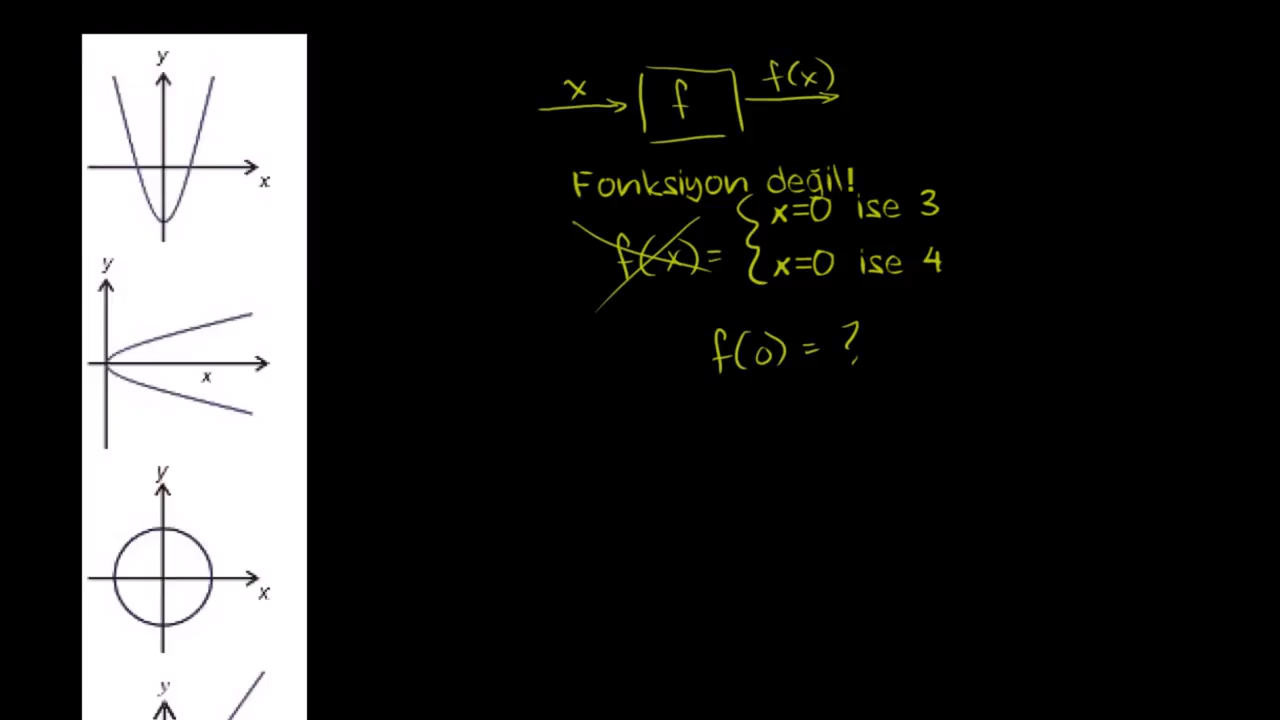 y
x
y
x
y
x
y
x f f(x)
Fonksiyon değil!
f(x) = { x=0 ise 3
x=0 ise 4
f(0) = ?